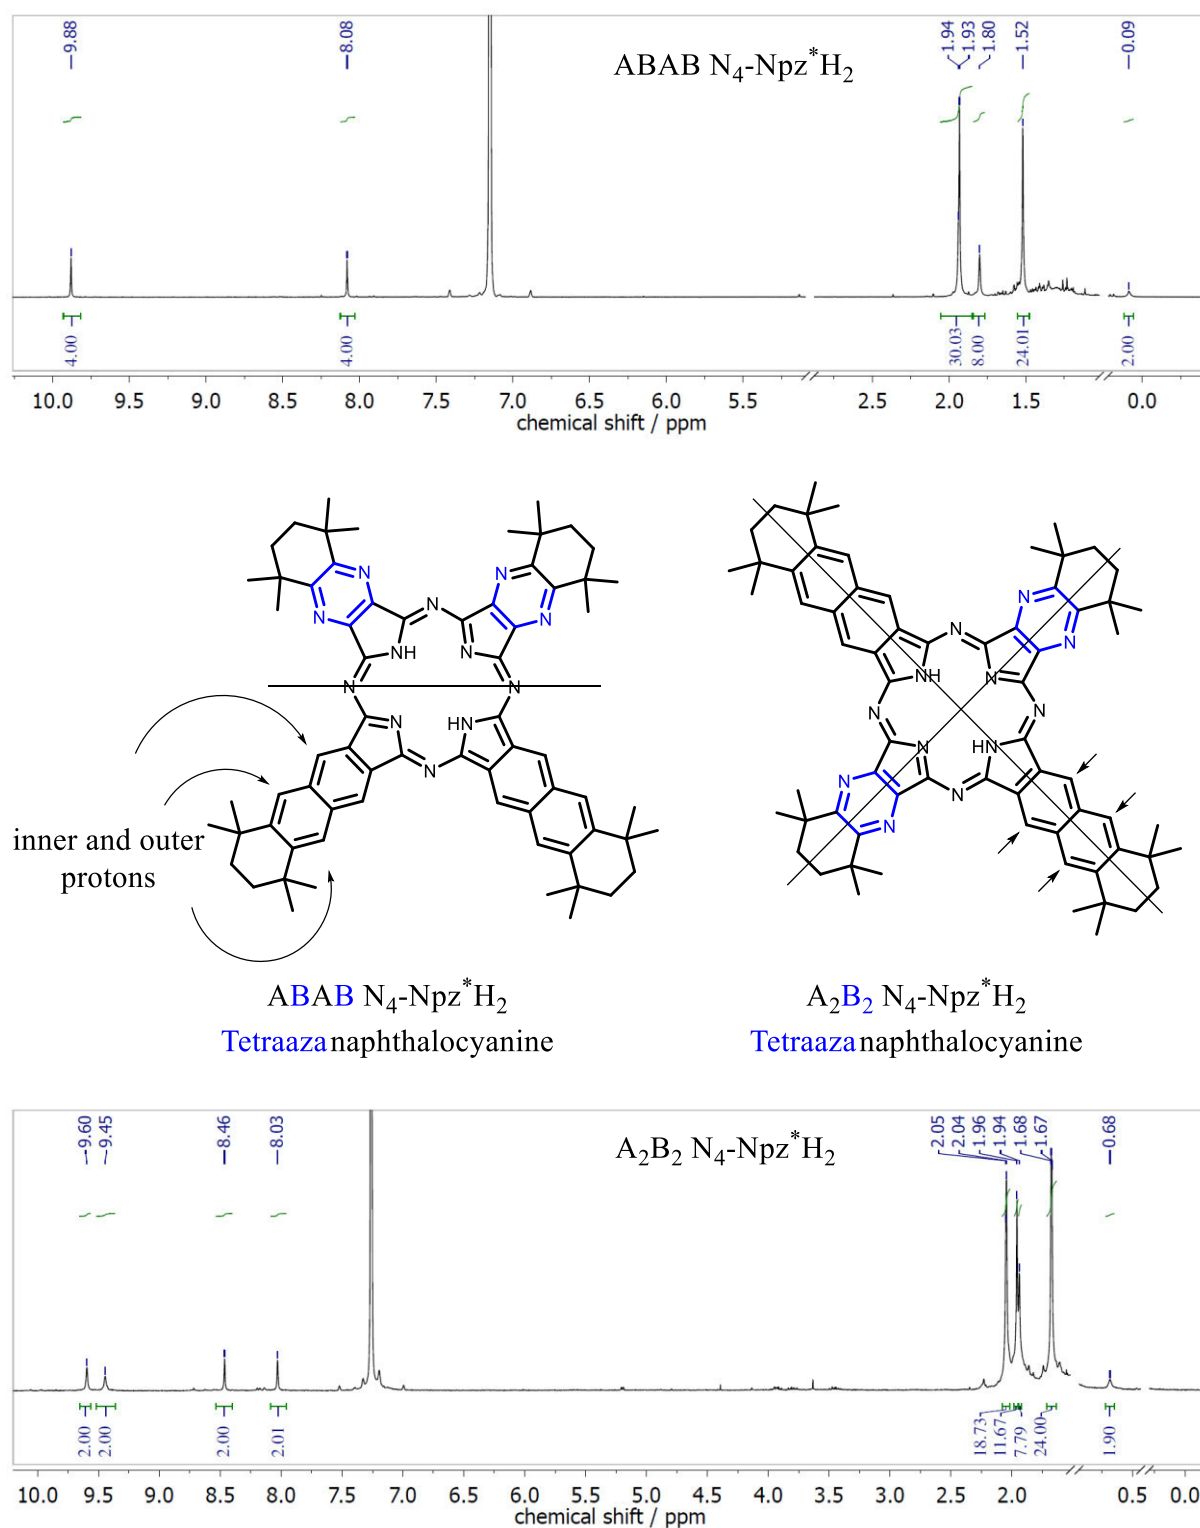 9.88
8.08
1.94
1.93
1.80
1.52
0.09
ABAB N4-Npz*H2
4.00
4.00
30.03
8.00
24.01
2.00
10.0 9.5 9.0 8.5 8.0 7.5 7.0 6.5 6.0 5.5 2.5 2.0 1.5 0.0
chemical shift / ppm
N N N N N
NH N
N N
N HN
N
inner and outer
protons
ABAB N4-Npz*H2
Tetraazanaphthalocyanine
N N N
NH N
N N
N HN
N N N
A2B2 N4-Npz*H2
Tetraazanaphthalocyanine
9.60
9.45
8.46
8.03
2.05
2.04
1.96
1.94
1.68
1.67
0.68
A2B2 N4-Npz*H2
2.00
2.00
2.00
2.01
18.73
11.67
7.79
24.00
1.90
10.0 9.5 9.0 8.5 8.0 7.5 7.0 6.5 6.0 5.5 5.0 4.5 4.0 3.5 3.0 2.5 2.0 0.5 0.0
chemical shift / ppm